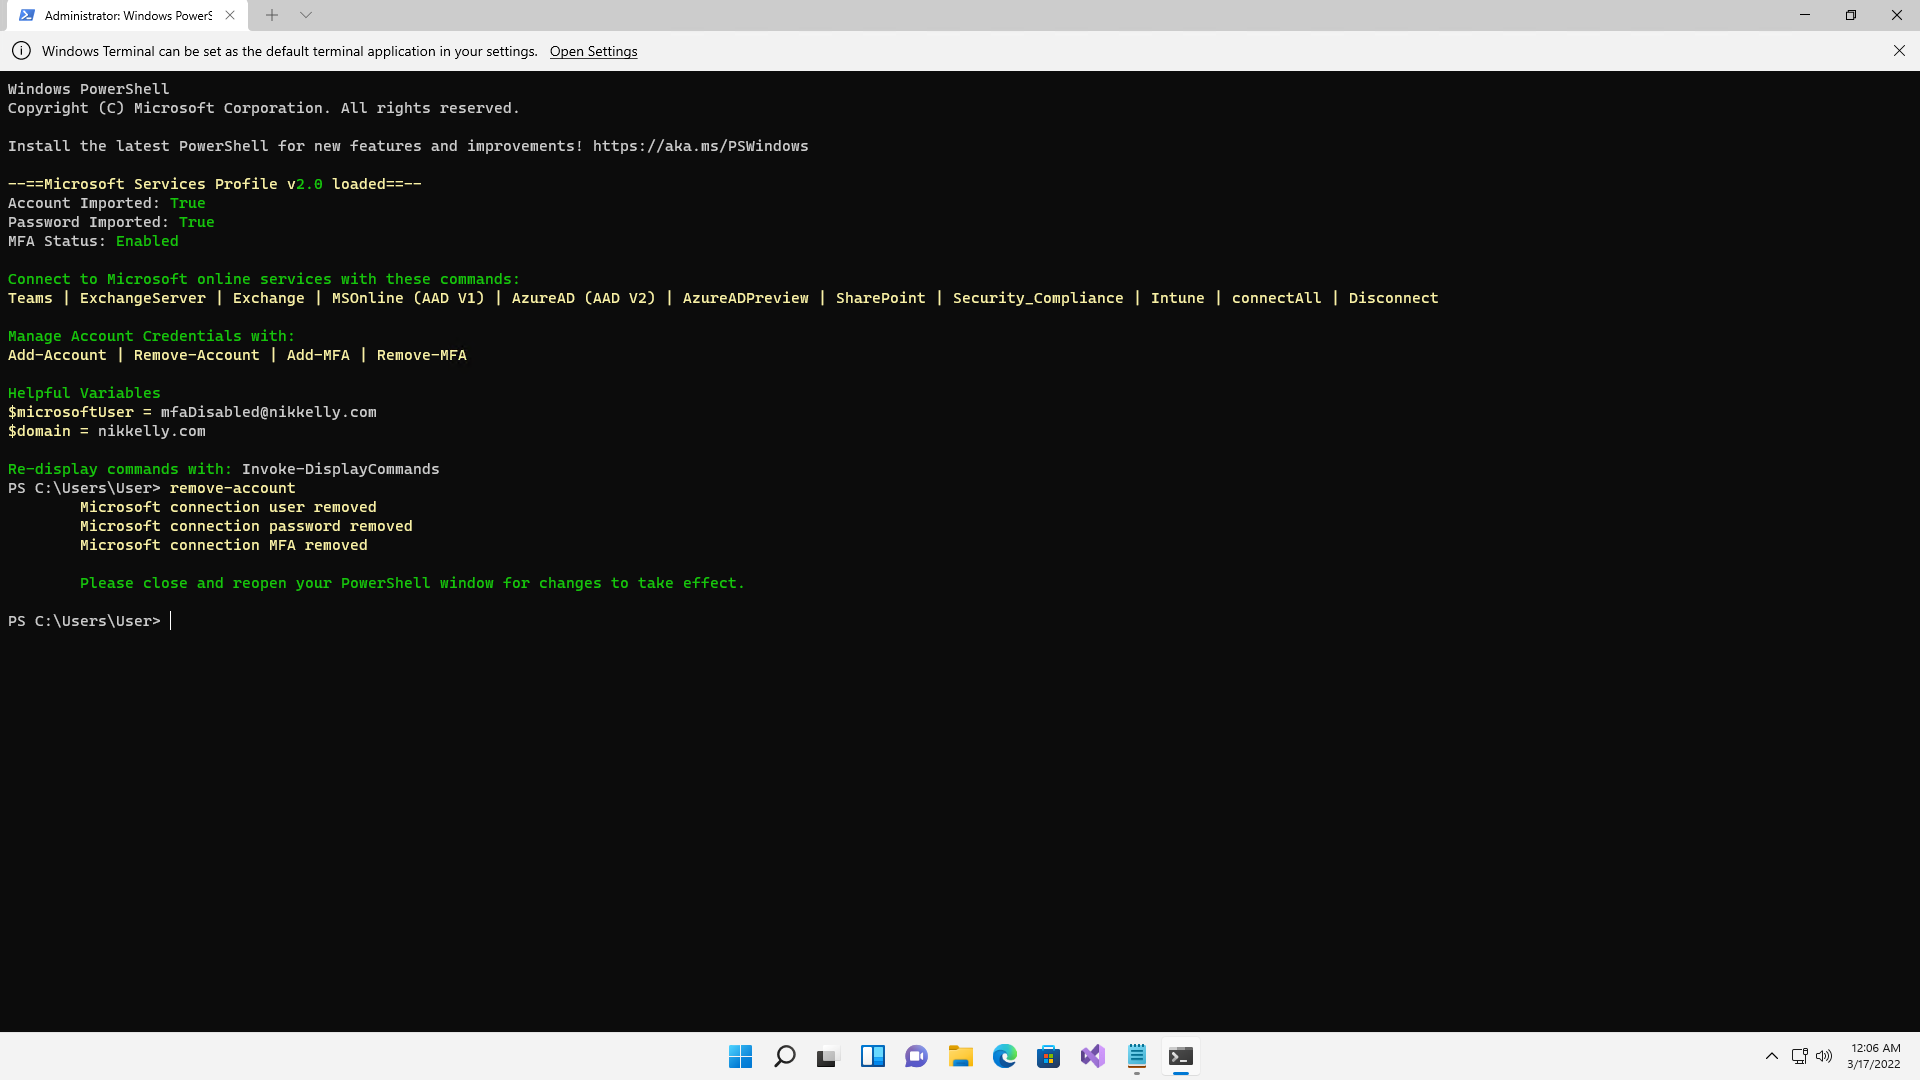 Administrator: Windows PowerS
Windows Terminal can be set as the default terminal application in your settings. Open Settings
Windows PowerShell
Copyright (C) Microsoft Corporation. All rights reserved.
Install the latest PowerShell for new features and improvements! https://aka.ms/PSWindows
--==Microsoft Services Profile v2.0 loaded==--
Account Imported: True
Password Imported: True
MFA Status: Enabled
Connect to Microsoft online services with these commands:
Teams | ExchangeServer | Exchange | MSOnline (AAD V1) | AzureAD (AAD V2) | AzureADPreview | SharePoint | Security_Compliance | Intune | connectAll | Disconnect
Manage Account Credentials with:
Add-Account | Remove-Account | Add-MFA | Remove-MFA
Helpful Variables
$microsoftUser = mfaDisabled@nikkelly.com
$domain = nikkelly.com
Re-display commands with: Invoke-DisplayCommands
PS C:\Users\User> remove-account
Microsoft connection user removed
Microsoft connection password removed
Microsoft connection MFA removed
Please close and reopen your PowerShell window for changes to take effect.
PS C:\Users\User>
12:06 AM
3/17/2022